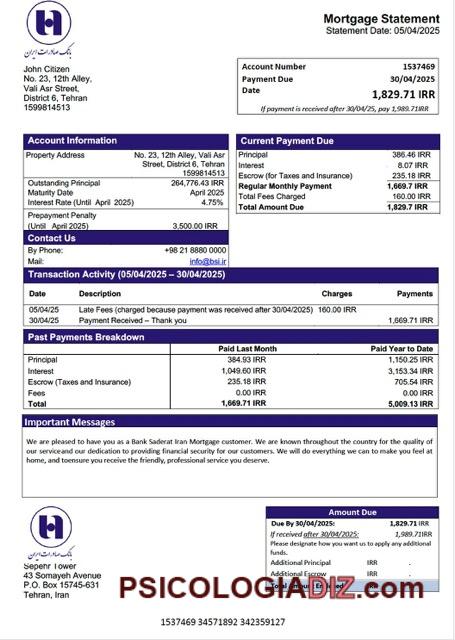 Mortgage Statement
Statement Date: 05/04/2025
بانک صادرات ایران
John Citizen
No. 23, 12th Alley,
Vali Asr Street,
District 6, Tehran
1599814513
Account Number 1537469
Payment Due 30/04/2025
Date 1,829.71 IRR
If payment is received after 30/04/25, pay 1,989.71IRR
Account Information
Property Address No. 23, 12th Alley, Vali Asr
Street, District 6, Tehran
1599814513
Outstanding Principal 264,776.43 IRR
Maturity Date April 2025
Interest Rate (Until April 2025) 4.75%
Prepayment Penalty
(Until April 2025) 3,500.00 IRR
Contact Us
By Phone: +98 21 8880 0000
Mail: info@bsi.ir
Current Payment Due
Principal 386.46 IRR
Interest 8.07 IRR
Escrow (for Taxes and Insurance) 235.18 IRR
Regular Monthly Payment 1,669.7 IRR
Total Fees Charged 160.00 IRR
Total Amount Due 1,829.7 IRR
Transaction Activity (05/04/2025 – 30/04/2025)
Date Description Charges Payments
05/04/25 Late Fees (charged because payment was received after 30/04/2025) 160.00 IRR
30/04/25 Payment Received – Thank you 1,669.71 IRR
Past Payments Breakdown
Paid Last Month Paid Year to Date
Principal 384.93 IRR 1,150.25 IRR
Interest 1,049.60 IRR 3,153.34 IRR
Escrow (Taxes and Insurance) 235.18 IRR 705.54 IRR
Fees 0.00 IRR 0.00 IRR
Total 1,669.71 IRR 5,009.13 IRR
Important Messages
We are pleased to have you as a Bank Saderat Iran Mortgage customer. We are known throughout the country for the quality of
our serviceand our dedication to providing financial security for our customers. We will do everything we can to make you feel at
home, and toensure you receive the friendly, professional service you deserve.
بانک صادرات ایران
Sepehr Tower
43 Somayeh Avenue
P.O. Box 15745-631
Tehran, Iran
Amount Due
Due By 30/04/2025: 1,829.71 IRR
If received after 30/04/2025: 1,989.71IRR
Please designate how you want us to apply any additional
funds.
Additional Principal IRR .
Additional Escrow IRR .
Total Amount
PSICOLOGIADIZ.com
1537469 34571892 342359127